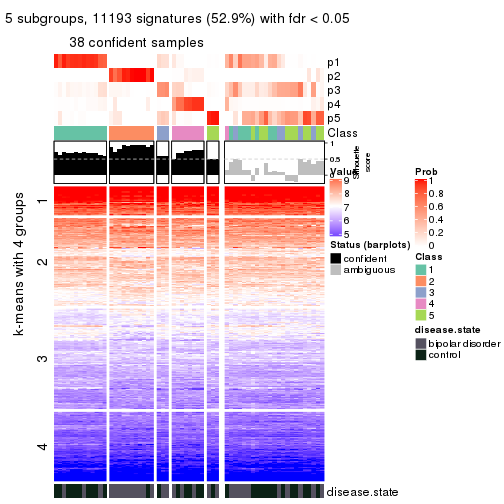 5 subgroups, 11193 signatures (52.9%) with fdr < 0.05
38 confident samples
p1
p2
p3
p4
p5
Class
1
0.5
0
Silhouette
score
k-means with 4 groups
1
2
3
4
disease.state
Value
9
8
7
6
5
Status (barplots)
confident
ambiguous
Prob
1
0.8
0.6
0.4
0.2
0
Class
1
2
3
4
5
disease.state
bipolar disorder
control